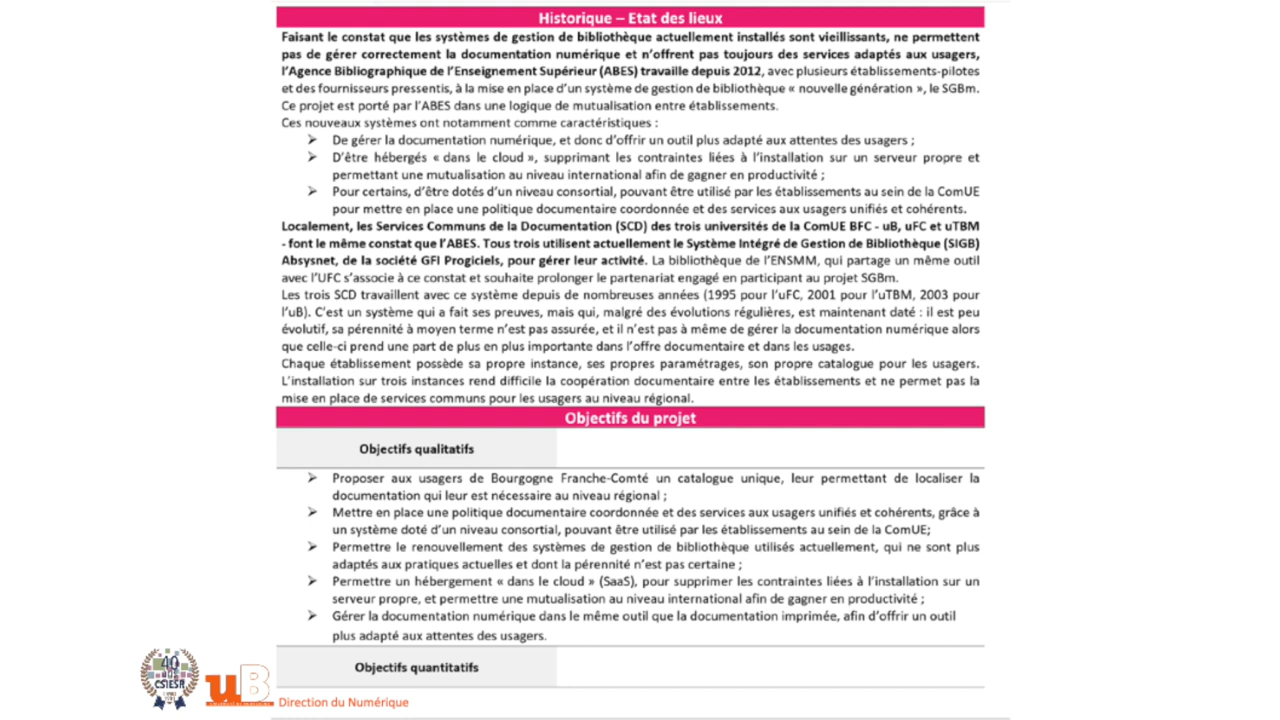 Historique – Etat des lieux
Faisant le constat que les systèmes de gestion de bibliothèque actuellement installés sont vieillissants, ne permettent
pas de gérer correctement la documentation numérique et n'offrent pas toujours des services adaptés aux usagers,
l'Agence Bibliographique de l'Enseignement Supérieur (ABES) travaille depuis 2012, avec plusieurs établissements-pilotes
et des fournisseurs pressentis, à la mise en place d'un système de gestion de bibliothèque « nouvelle génération », le SGBm.
Ce projet est porté par l'ABES dans une logique de mutualisation entre établissements.
Ces nouveaux systèmes ont notamment comme caractéristiques :
➢ De gérer la documentation numérique, et donc d'offrir un outil plus adapté aux attentes des usagers ;
➢ D'être hébergés « dans le cloud », supprimant les contraintes liées à l'installation sur un serveur propre et
permettant une mutualisation au niveau international afin de gagner en productivité ;
➢ Pour certains, d'être dotés d'un niveau consortial, pouvant être utilisé par les établissements au sein de la ComUE
pour mettre en place une politique documentaire coordonnée et des services aux usagers unifiés et cohérents.
Localement, les Services Communs de la Documentation (SCD) des trois universités de la ComUE BFC - uB, uFC et uTBM
- font le même constat que l'ABES. Tous trois utilisent actuellement le Système Intégré de Gestion de Bibliothèque (SIGB)
Absysnet, de la société GFI Progiciels, pour gérer leur activité. La bibliothèque de l'ENSMM, qui partage un même outil
avec l'UFC s'associe à ce constat et souhaite prolonger le partenariat engagé en participant au projet SGBm.
Les trois SCD travaillent avec ce système depuis de nombreuses années (1995 pour l'uFC, 2001 pour l'uTBM, 2003 pour
l'uB). C'est un système qui a fait ses preuves, mais qui, malgré des évolutions régulières, est maintenant daté : il est peu
évolutif, sa pérennité à moyen terme n'est pas assurée, et il n'est pas à même de gérer la documentation numérique alors
que celle-ci prend une part de plus en plus importante dans l'offre documentaire et dans les usages.
Chaque établissement possède sa propre instance, ses propres paramétrages, son propre catalogue pour les usagers.
L'installation sur trois instances rend difficile la coopération documentaire entre les établissements et ne permet pas la
mise en place de services communs pour les usagers au niveau régional.
Objectifs du projet
Objectifs qualitatifs
➢ Proposer aux usagers de Bourgogne Franche-Comté un catalogue unique, leur permettant de localiser la
documentation qui leur est nécessaire au niveau régional ;
➢ Mettre en place une politique documentaire coordonnée et des services aux usagers unifiés et cohérents, grâce à
un système doté d'un niveau consortial, pouvant être utilisé par les établissements au sein de la ComUE;
➢ Permettre le renouvellement des systèmes de gestion de bibliothèque utilisés actuellement, qui ne sont plus
adaptés aux pratiques actuelles et dont la pérennité n'est pas certaine ;
➢ Permettre un hébergement « dans le cloud » (SaaS), pour supprimer les contraintes liées à l'installation sur un
serveur propre, et permettre une mutualisation au niveau international afin de gagner en productivité ;
➢ Gérer la documentation numérique dans le même outil que la documentation imprimée, afin d'offrir un outil
plus adapté aux attentes des usagers.
Objectifs quantitatifs
40
ans
CSIESR
uB
Direction du Numérique